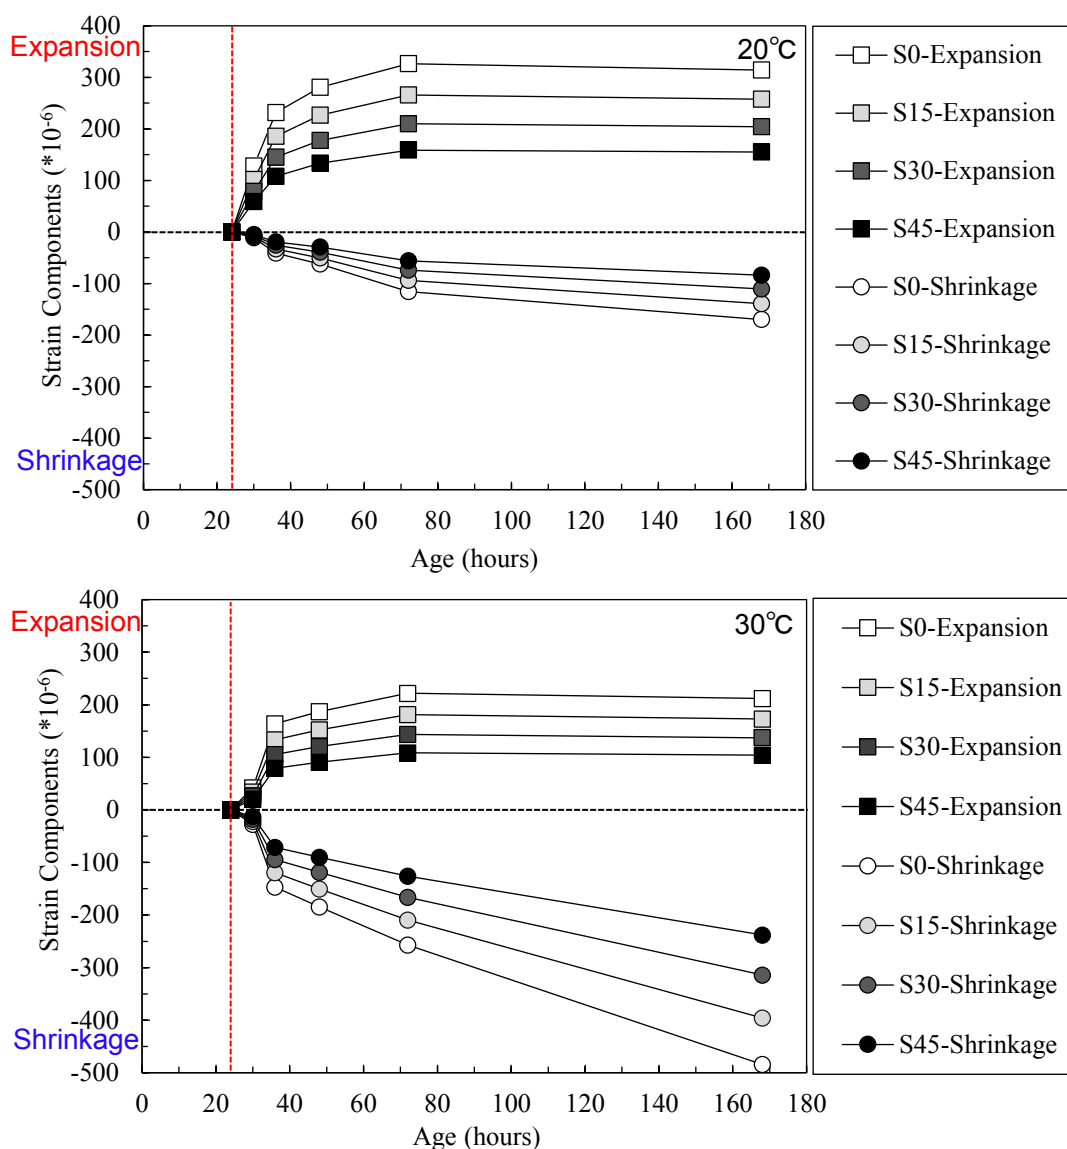 400
Expansion
20℃
300
200
100
0
-100
-200
-300
-400
Shrinkage
-500
Strain Components (*10-6)
0 20 40 60 80 100 120 140 160 180
Age (hours)
S0-Expansion
S15-Expansion
S30-Expansion
S45-Expansion
S0-Shrinkage
S15-Shrinkage
S30-Shrinkage
S45-Shrinkage
400
Expansion
30℃
300
200
100
0
-100
-200
-300
-400
Shrinkage
-500
Strain Components (*10-6)
0 20 40 60 80 100 120 140 160 180
Age (hours)
S0-Expansion
S15-Expansion
S30-Expansion
S45-Expansion
S0-Shrinkage
S15-Shrinkage
S30-Shrinkage
S45-Shrinkage